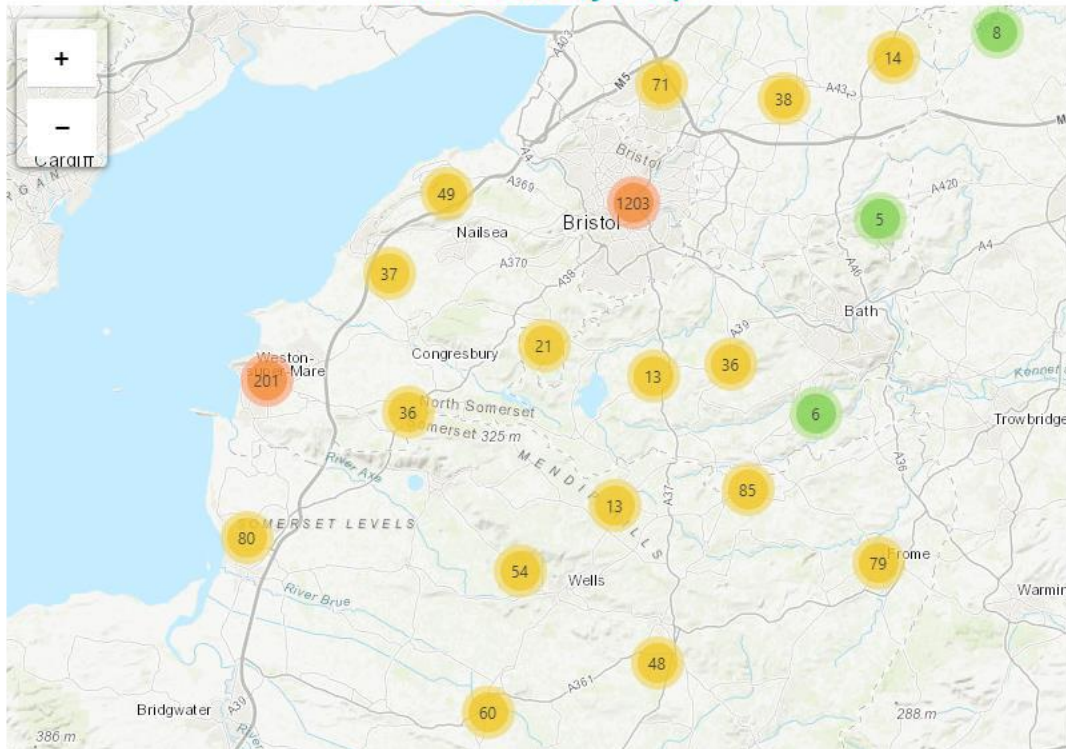 +
−
Cardiff
RGAN
8
14
71
38
A403
M5
A432
M
Bristol
A4
A369
49
1203
A420
5
Bristol
Nailsea
A370
A38
A46
A4
37
Bath
A39
21
Weston-
super-Mare
201
Congresbury
13
36
Kennet
36
North Somerset
Somerset 325 m
6
Trowbridge
MENDIP HILLS
A36
River Axe
A37
85
13
SOMERSET LEVELS
80
54
Wells
79
Frome
River Brue
Warmin
48
A361
60
Bridgwater
A39
288 m
386 m
River